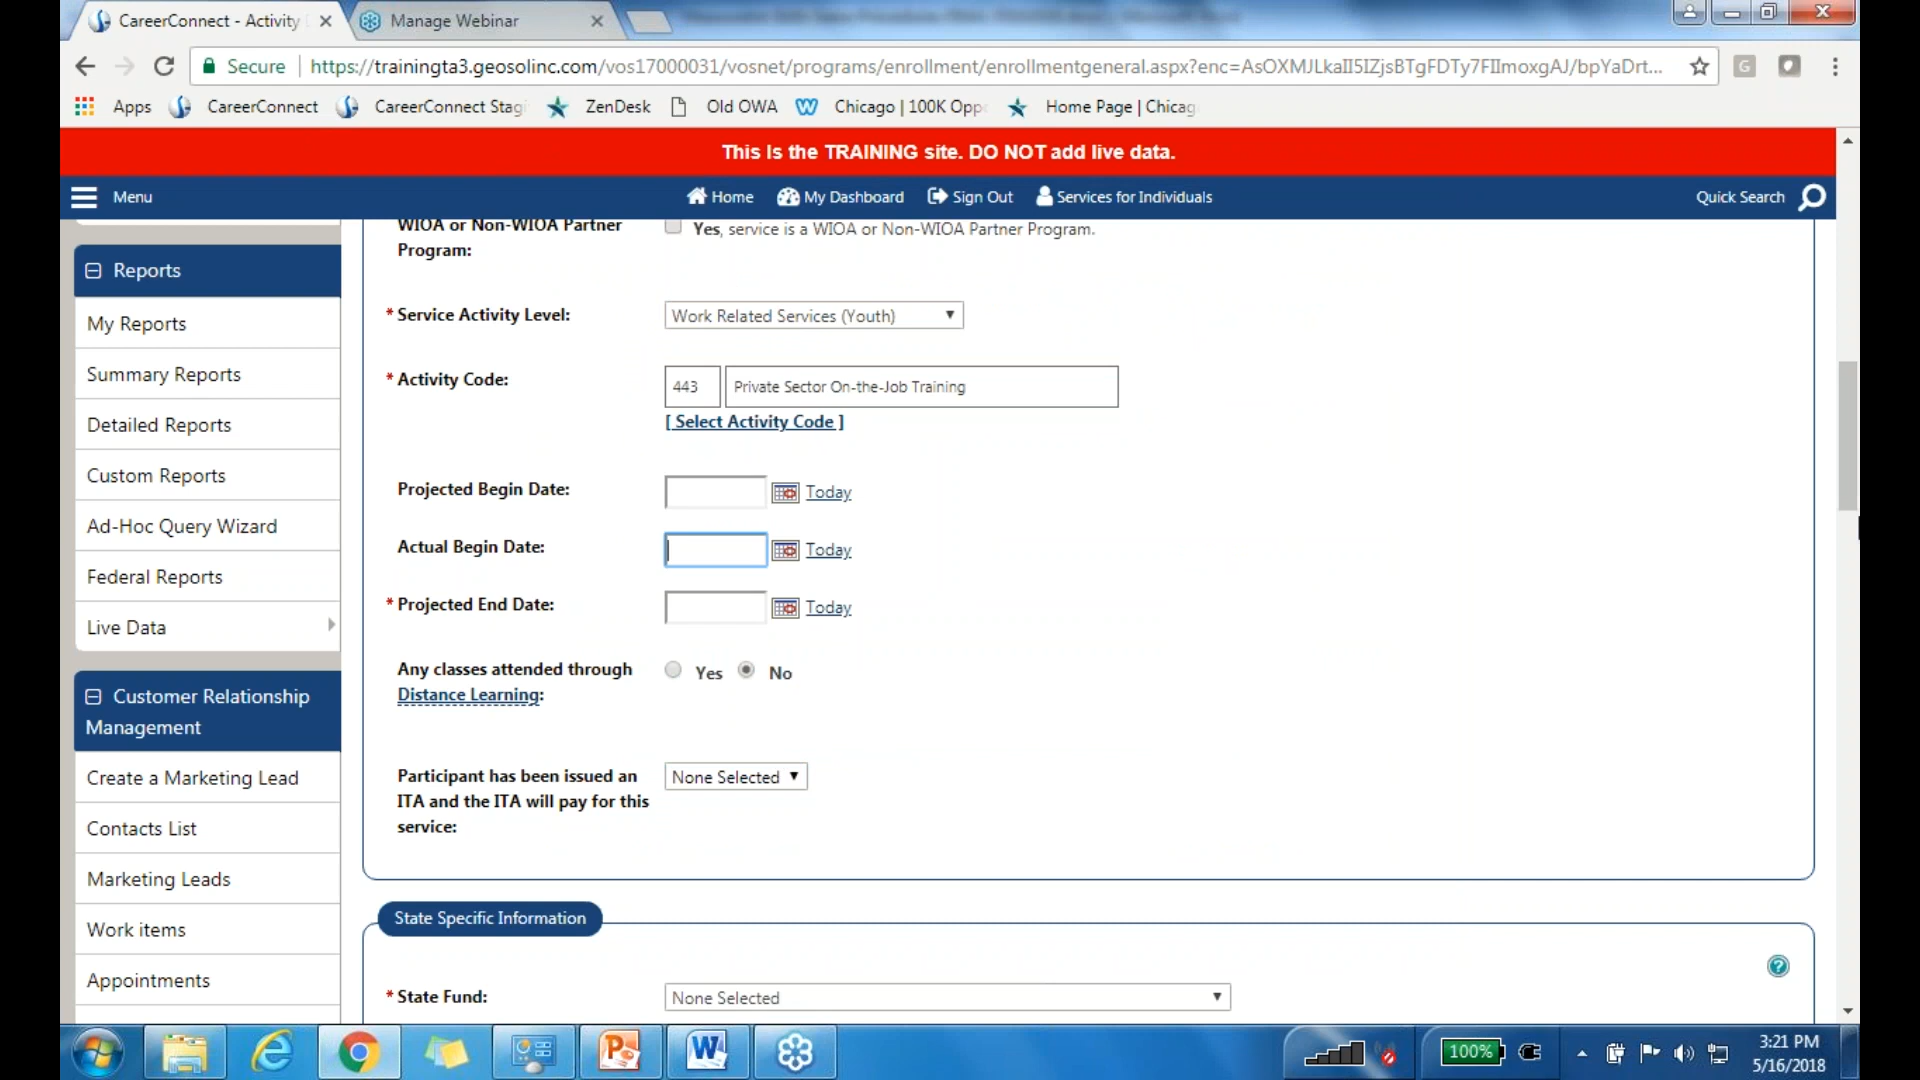 CareerConnect - Activity
Manage Webinar
Secure
https://trainingta3.geosolinc.com/vos17000031/vosnet/programs/enrollment/enrollmentgeneral.aspx?enc=AsOXMJLkaII5IZjsBTgFDTy7FIImoxgAJ/bpYaDrt...
Apps
CareerConnect
CareerConnect Stagi
ZenDesk
Old OWA
Chicago | 100K Oppo
Home Page | Chicag
This Is the TRAINING site. DO NOT add live data.
Menu
Home
My Dashboard
Sign Out
Services for Individuals
Quick Search
Reports
My Reports
Summary Reports
Detailed Reports
Custom Reports
Ad-Hoc Query Wizard
Federal Reports
Live Data
Customer Relationship
Management
Create a Marketing Lead
Contacts List
Marketing Leads
Work items
Appointments
WIOA or Non-WIOA Partner
Program:
Yes, service is a WIOA or Non-WIOA Partner Program.
* Service Activity Level:
Work Related Services (Youth)
* Activity Code:
443
Private Sector On-the-Job Training
[ Select Activity Code ]
Projected Begin Date:
Today
Actual Begin Date:
Today
* Projected End Date:
Today
Any classes attended through
Distance Learning:
Yes
No
Participant has been issued an
ITA and the ITA will pay for this
service:
None Selected
State Specific Information
* State Fund:
None Selected
100%
3:21 PM
5/16/2018